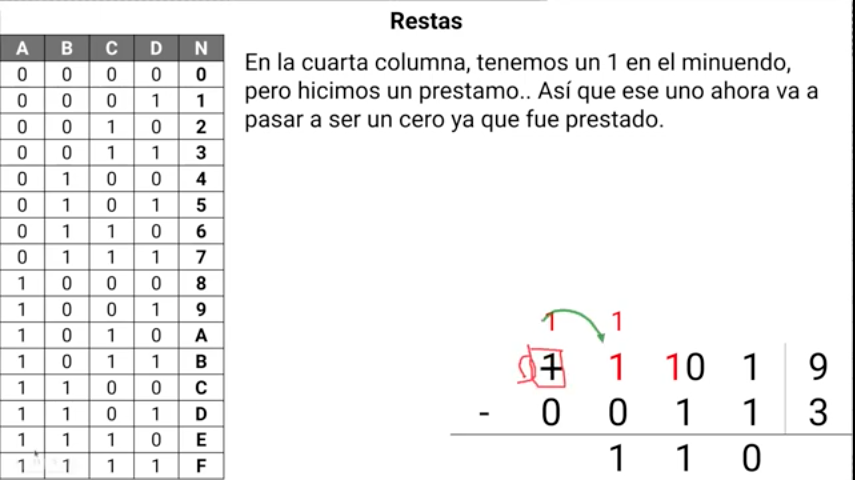 Restas
A B C D N
0 0 0 0 0
0 0 0 1 1
0 0 1 0 2
0 0 1 1 3
0 1 0 0 4
0 1 0 1 5
0 1 1 0 6
0 1 1 1 7
1 0 0 0 8
1 0 0 1 9
1 0 1 0 A
1 0 1 1 B
1 1 0 0 C
1 1 0 1 D
1 1 1 0 E
1 1 1 1 F
En la cuarta columna, tenemos un 1 en el minuendo,
pero hicimos un prestamo.. Así que ese uno ahora va a
pasar a ser un cero ya que fue prestado.
1 1
0 1 1 10 1 9
- 0 0 1 1 3
1 1 0